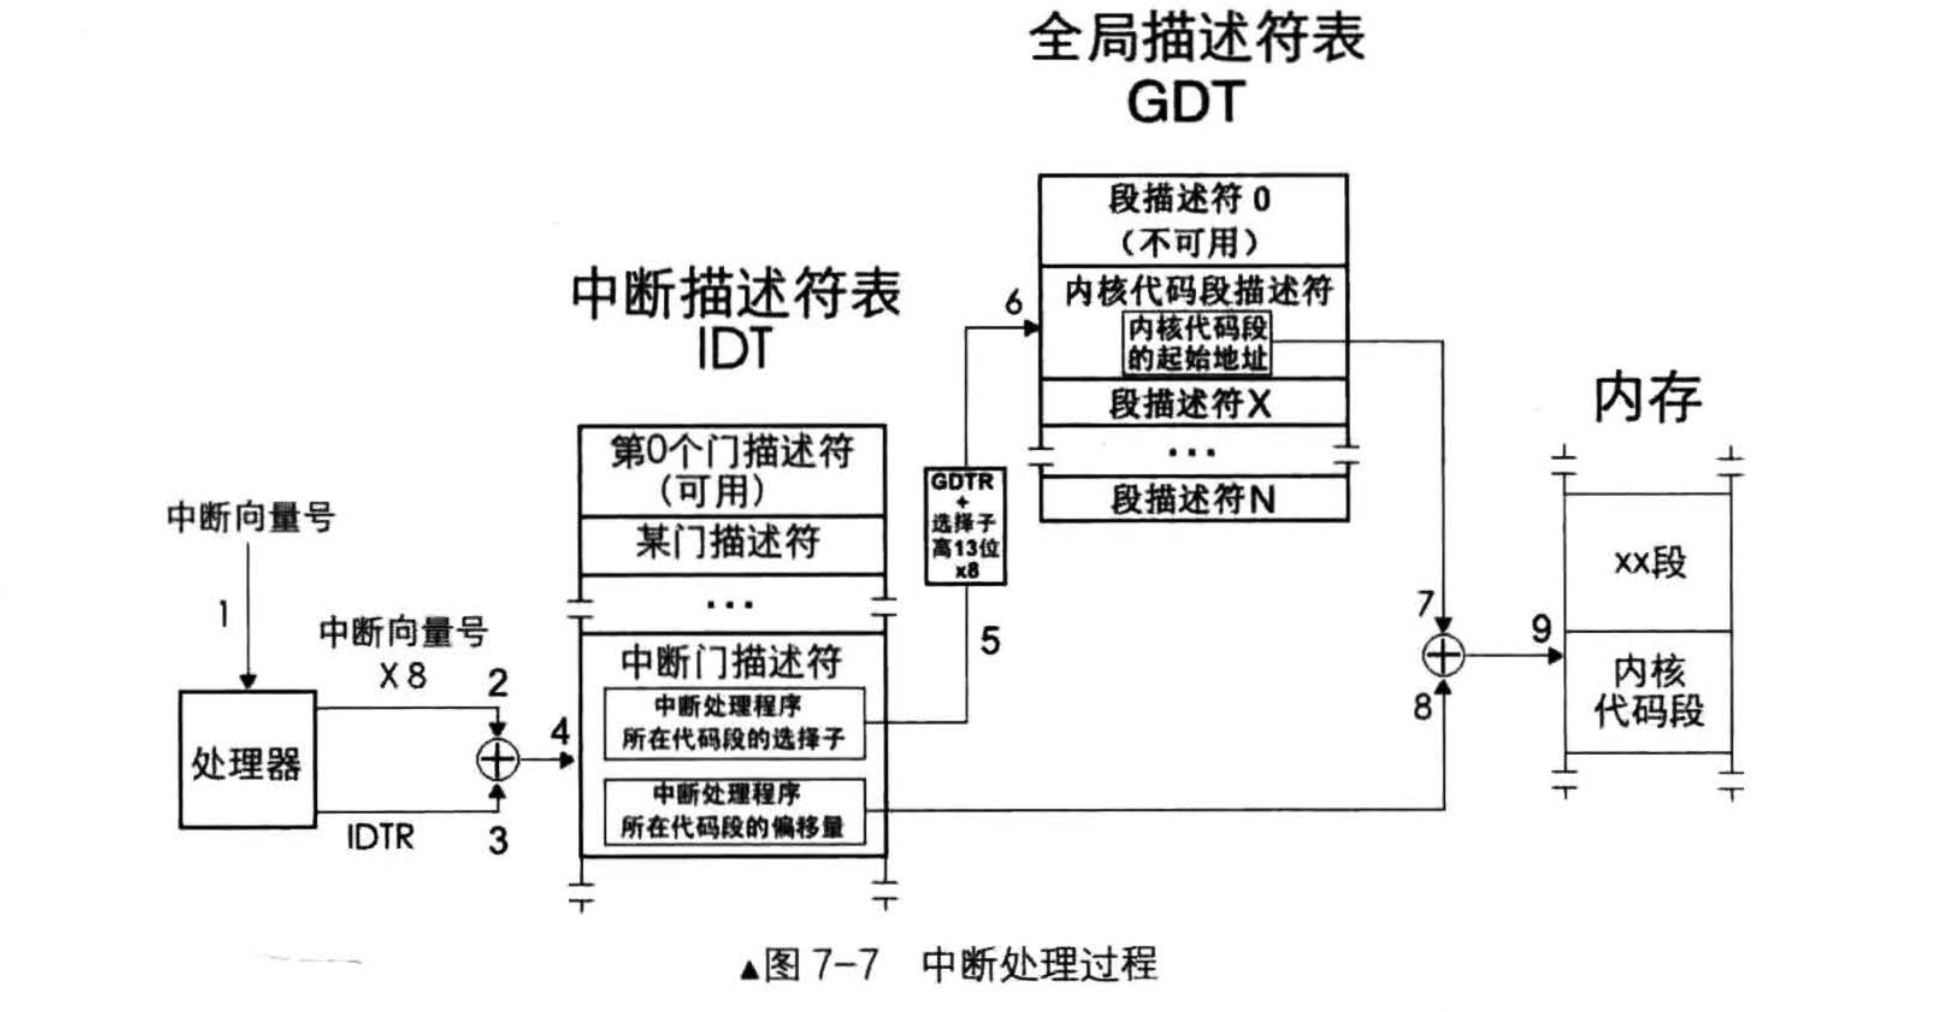 全局描述符表
GDT
段描述符 0
（不可用）
内核代码段描述符
内核代码段
的起始地址
段描述符X
...
段描述符N
6
中断描述符表
IDT
第0个门描述符
（可用）
某门描述符
...
中断门描述符
中断处理程序
所在代码段的选择子
中断处理程序
所在代码段的偏移量
GDTR
+
选择子
高13位
x8
5
中断向量号
1
中断向量号
X 8
2
处理器
IDTR
3
4
7
8
9
内存
xx段
内核
代码段
▲图 7-7 中断处理过程